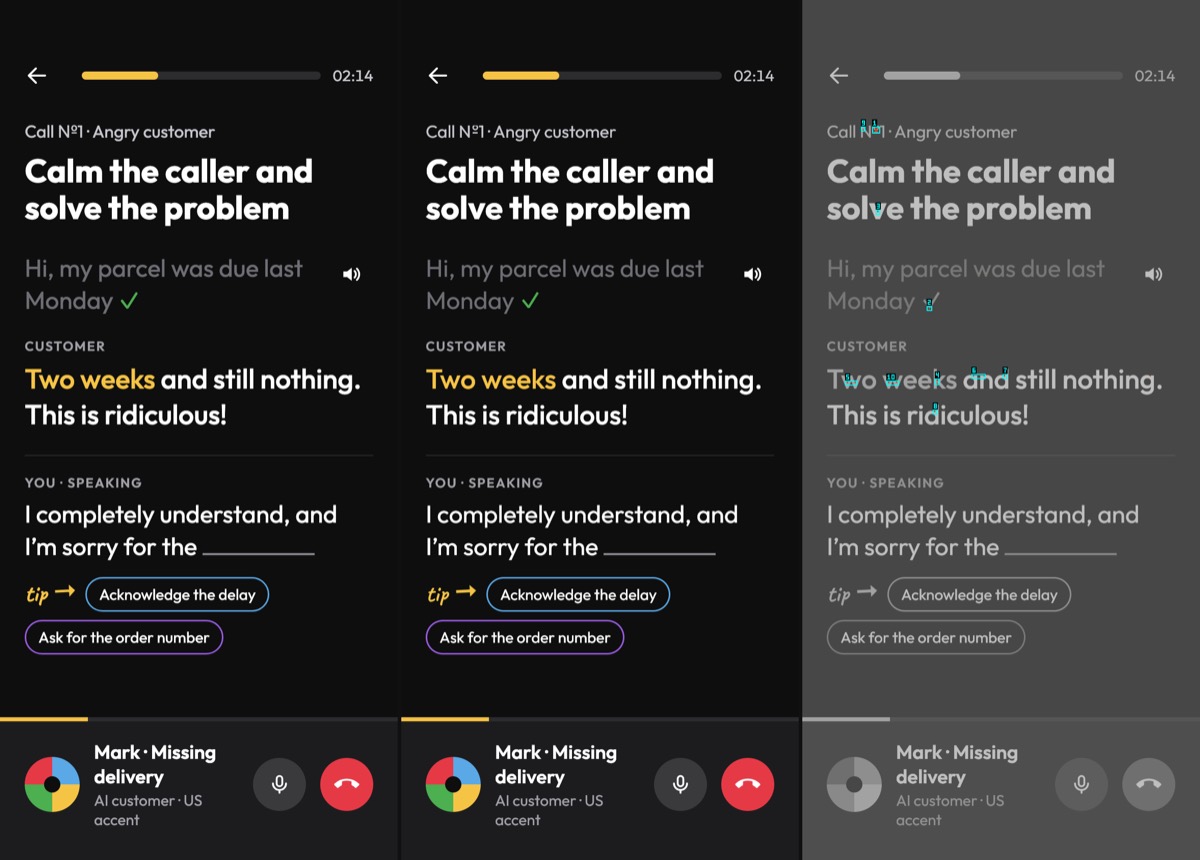 02:14
Call №1 · Angry customer
Calm the caller and
solve the problem
Hi, my parcel was due last
Monday ✓
CUSTOMER
Two weeks and still nothing.
This is ridiculous!
YOU · SPEAKING
I completely understand, and
I’m sorry for the ________
tip → Acknowledge the delay
Ask for the order number
Mark · Missing
delivery
AI customer · US
accent
02:14
Call №1 · Angry customer
Calm the caller and
solve the problem
Hi, my parcel was due last
Monday ✓
CUSTOMER
Two weeks and still nothing.
This is ridiculous!
YOU · SPEAKING
I completely understand, and
I’m sorry for the ________
tip → Acknowledge the delay
Ask for the order number
Mark · Missing
delivery
AI customer · US
accent
02:14
Call №1 · Angry customer
Calm the caller and
solve the problem
Hi, my parcel was due last
Monday ✓
CUSTOMER
Two weeks and still nothing.
This is ridiculous!
YOU · SPEAKING
I completely understand, and
I’m sorry for the ________
tip → Acknowledge the delay
Ask for the order number
Mark · Missing
delivery
AI customer · US
accent